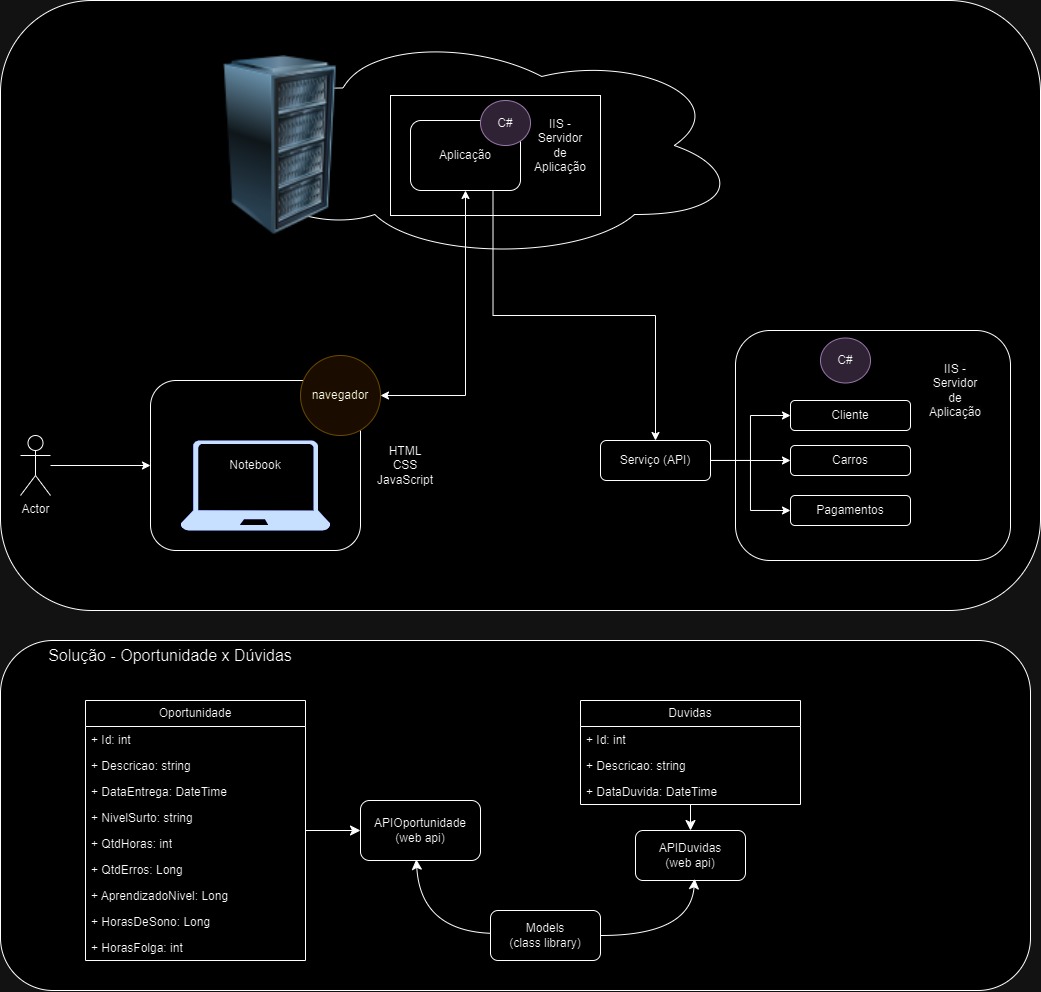 C#
IIS -
Servidor
de
Aplicação
Aplicação
navegador
Notebook
HTML
CSS
JavaScript
Actor
Serviço (API)
C#
IIS -
Servidor
de
Aplicação
Cliente
Carros
Pagamentos
Solução - Oportunidade x Dúvidas
Oportunidade
+ Id: int
+ Descricao: string
+ DataEntrega: DateTime
+ NivelSurto: string
+ QtdHoras: int
+ QtdErros: Long
+ AprendizadoNivel: Long
+ HorasDeSono: Long
+ HorasFolga: int
APIOportunidade
(web api)
Duvidas
+ Id: int
+ Descricao: string
+ DataDuvida: DateTime
APIDuvidas
(web api)
Models
(class library)